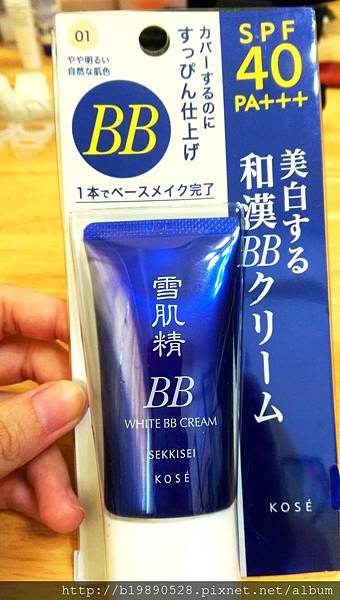 01
やや明るい
自然な肌色
カバーするのに
すっぴん仕上げ
BB
1本でベースメイク完了
SPF
40
PA+++
美白する
和漢BBクリーム
KOSÉ
雪肌精
BB
WHITE BB CREAM
SEKKISEI
KOSÉ
http://b19890528.pixnet.net/album